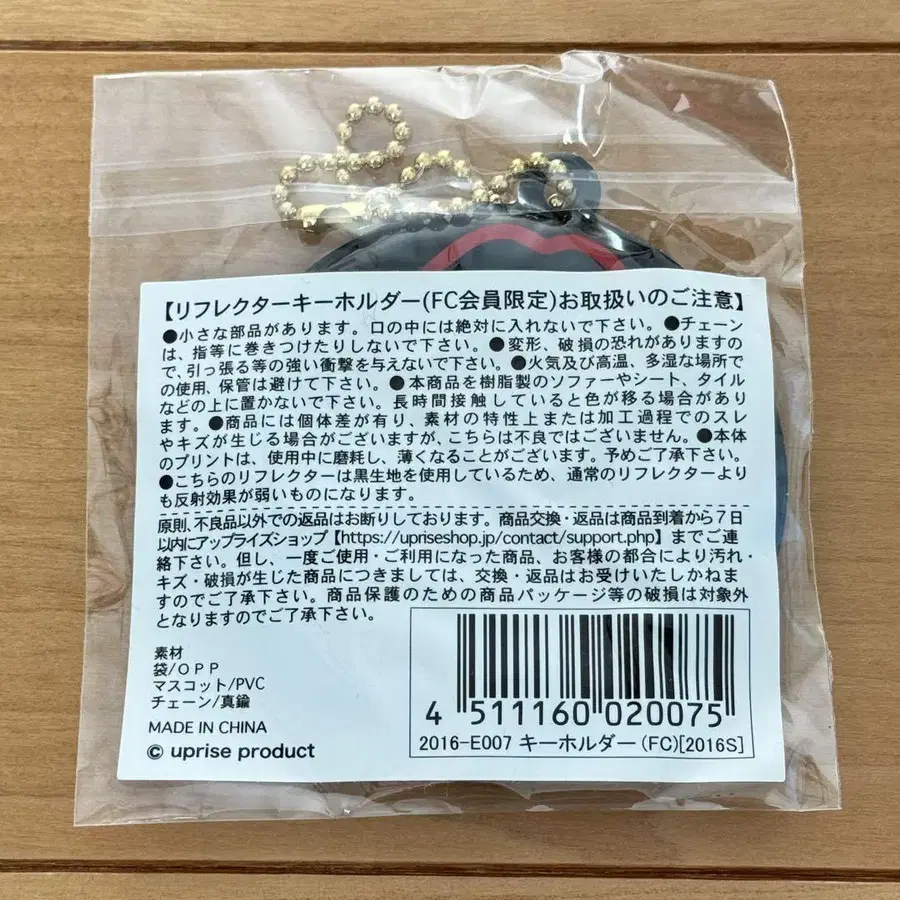 【リフレクターキーホルダー(FC会員限定)お取扱いのご注意】
●小さな部品があります。口の中には絶対に入れないで下さい。●チェーン
は、指等に巻きつけたりしないで下さい。●変形、破損の恐れがありますの
で、引っ張る等の強い衝撃を与えないで下さい。●火気及び高温、多湿な場所で
の使用、保管は避けて下さい。●本商品を樹脂製のソファーやシート、タイル
などの上に置かないで下さい。長時間接触していると色が移る場合があり
ます。●商品には個体差が有り、素材の特性上または加工過程でのスレ
やキズが生じる場合がございますが、こちらは不良ではございません。●本体
のプリントは、使用中に磨耗し、薄くなることがございます。予めご了承下さい。
●こちらのリフレクターは黒生地を使用しているため、通常のリフレクターより
も反射効果が弱いものになります。
原則、不良品以外での返品はお断りしております。商品交換・返品は商品到着から7日
以内にアップライズショップ【https://upriseshop.jp/contact/support.php】までご連
絡下さい。但し、一度ご使用・ご利用になった商品、お客様の都合により汚れ・
キズ・破損が生じた商品につきましては、交換・返品はお受けいたしかねま
すのでご了承下さい。商品保護のための商品パッケージ等の破損は対象外
となりますのでご了承下さい。
素材
袋/OPP
マスコット/PVC
チェーン/真鍮
MADE IN CHINA
© uprise product
4 511160 020075
2016-E007 キーホルダー(FC)[2016S]